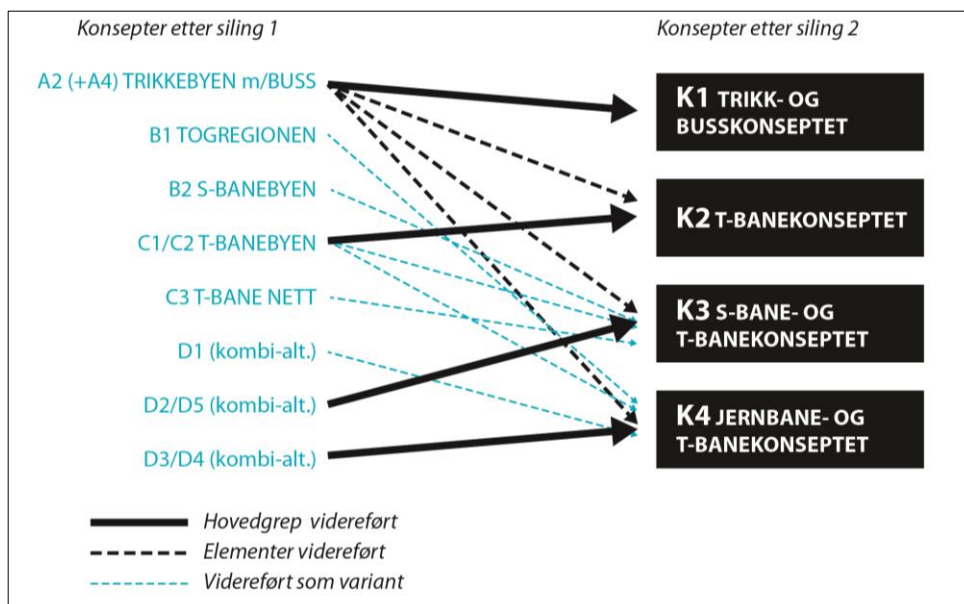 Konsepter etter siling 1
Konsepter etter siling 2
A2 (+A4) TRIKKEBYEN m/BUSS
B1 TOGREGIONEN
B2 S-BANEBYEN
C1/C2 T-BANEBYEN
C3 T-BANE NETT
D1 (kombi-alt.)
D2/D5 (kombi-alt.)
D3/D4 (kombi-alt.)
K1 TRIKK- OG
BUSSKONSEPTET
K2 T-BANEKONSEPTET
K3 S-BANE- OG
T-BANEKONSEPTET
K4 JERNBANE- OG
T-BANEKONSEPTET
Hovedgrep videreført
Elementer videreført
Videreført som variant